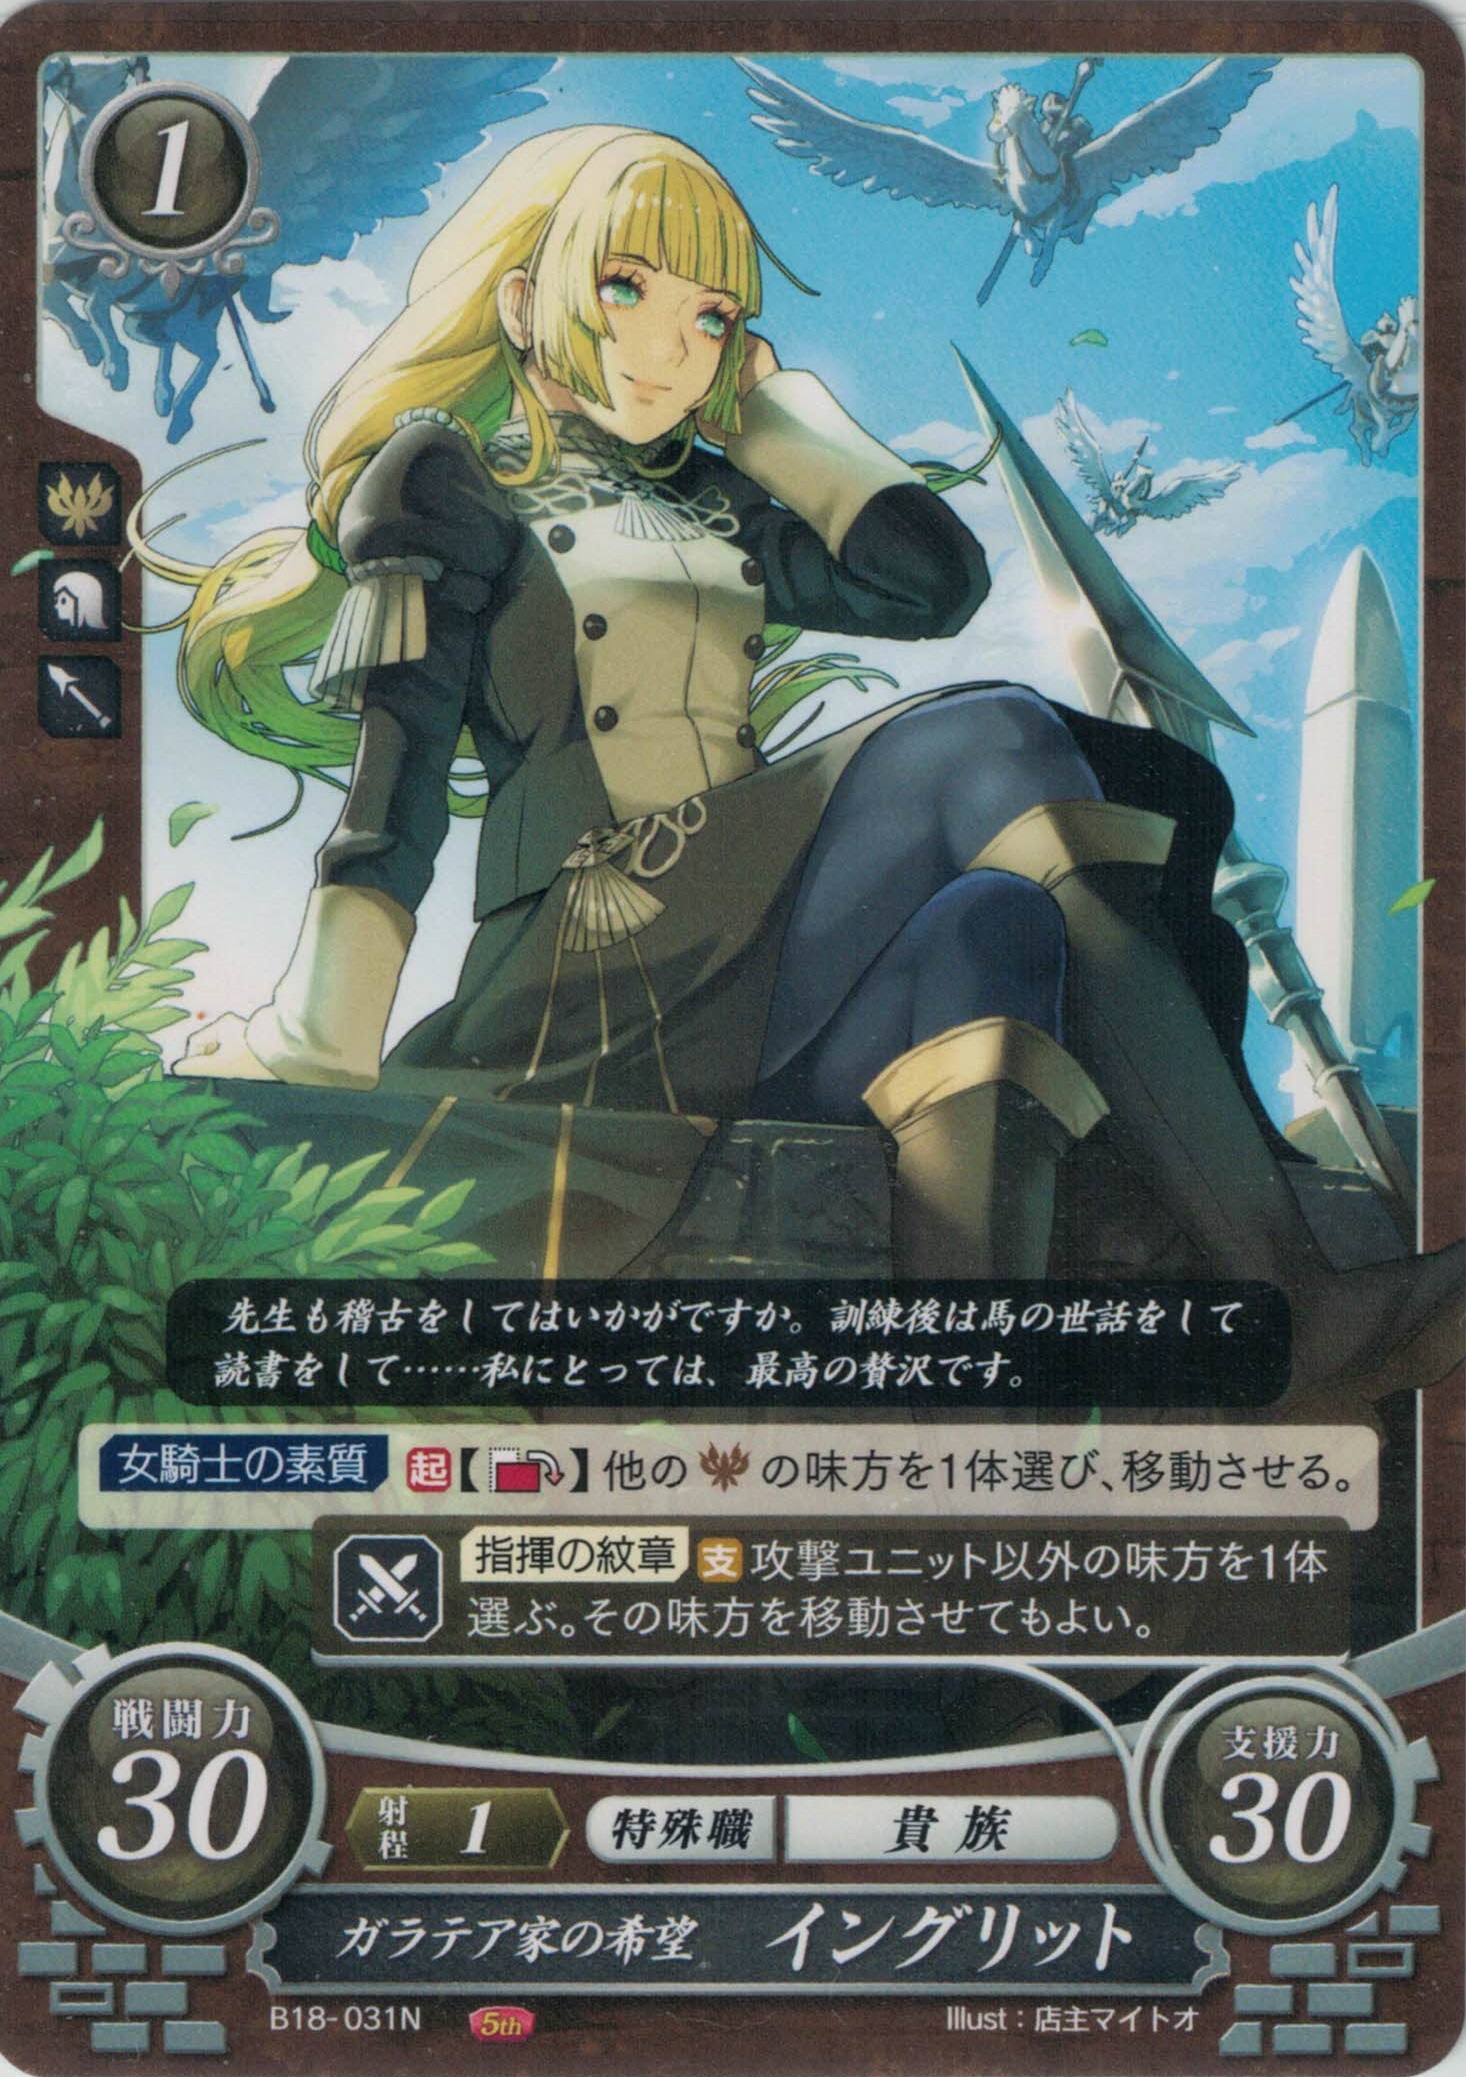 1
先生も稽古をしてはいかがですか。訓練後は馬の世話をして
読書をして……私にとっては、最高の贅沢です。
女騎士の素質 起【 】他の の味方を1体選び、移動させる。
指揮の紋章 支 攻撃ユニット以外の味方を1体
選ぶ。その味方を移動させてもよい。
戦闘力
30
支援力
30
射程 1
特殊職 貴族
ガラテア家の希望 イングリット
B18-031N 5th Illust：店主マイトオ